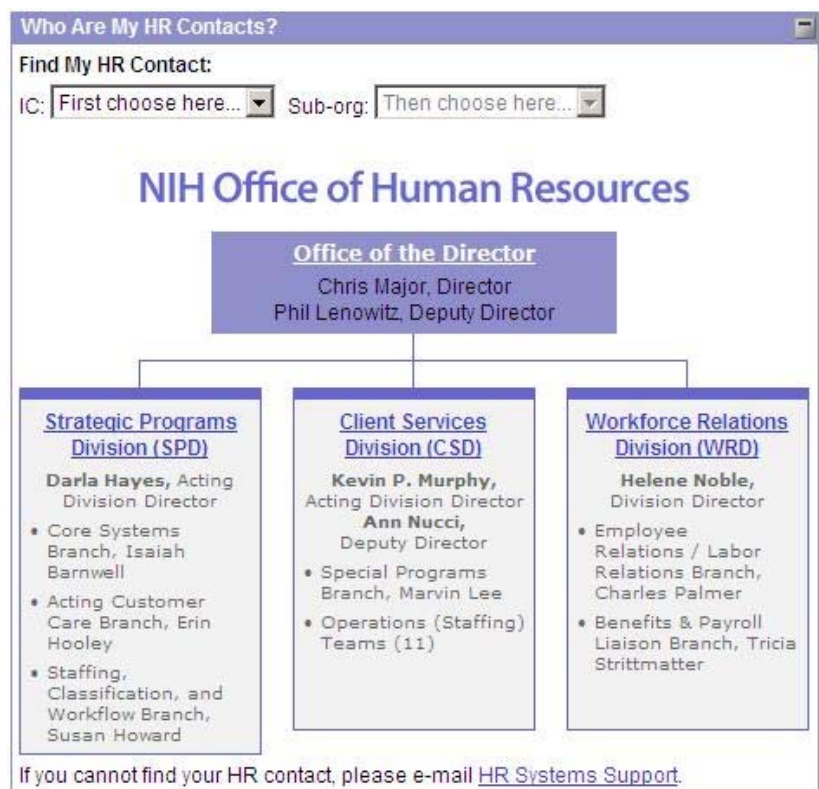 Who Are My HR Contacts?
Find My HR Contact:
IC: First choose here... Sub-org: Then choose here...
NIH Office of Human Resources
Office of the Director
Chris Major, Director
Phil Lenowitz, Deputy Director
Strategic Programs
Division (SPD)
Darla Hayes, Acting
Division Director
• Core Systems
Branch, Isaiah
Barnwell
• Acting Customer
Care Branch, Erin
Hooley
• Staffing,
Classification, and
Workflow Branch,
Susan Howard
Client Services
Division (CSD)
Kevin P. Murphy,
Acting Division Director
Ann Nucci,
Deputy Director
• Special Programs
Branch, Marvin Lee
• Operations (Staffing)
Teams (11)
Workforce Relations
Division (WRD)
Helene Noble,
Division Director
• Employee
Relations / Labor
Relations Branch,
Charles Palmer
• Benefits & Payroll
Liaison Branch, Tricia
Strittmatter
If you cannot find your HR contact, please e-mail HR Systems Support.